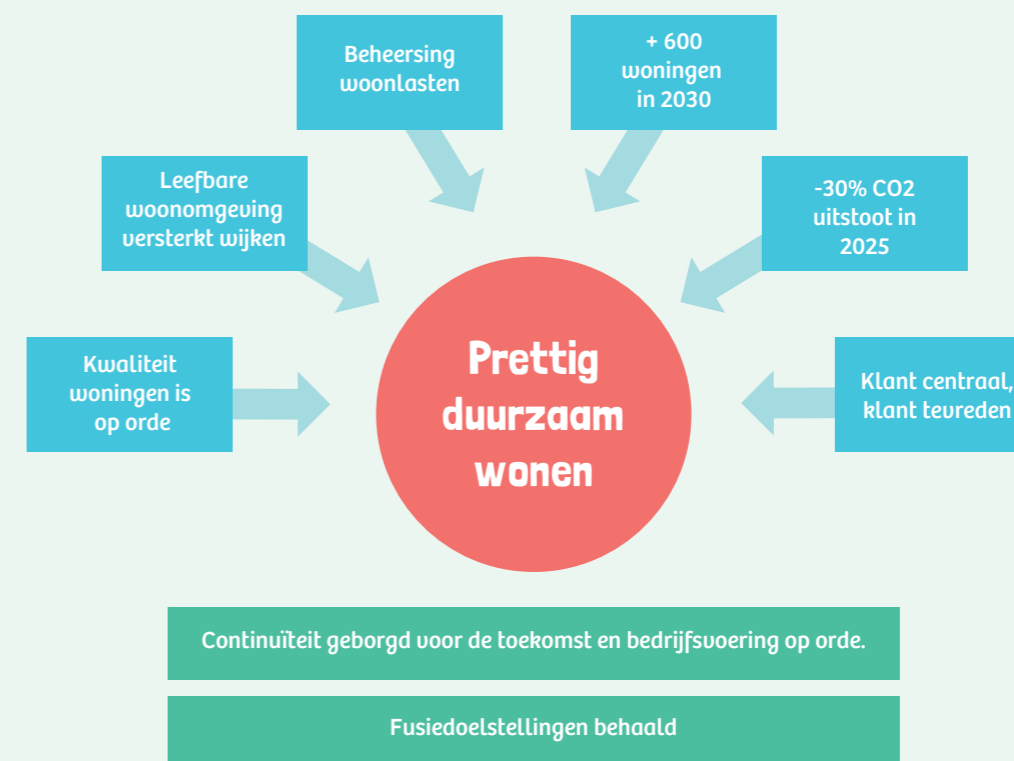 Beheersing
woonlasten
+ 600
woningen
in 2030
Leefbare
woonomgeving
versterkt wijken
-30% CO2
uitstoot in
2025
Kwaliteit
woningen is
op orde
Klant centraal,
klant tevreden
Prettig
duurzaam
wonen
Continuïteit geborgd voor de toekomst en bedrijfsvoering op orde.
Fusiedoelstellingen behaald